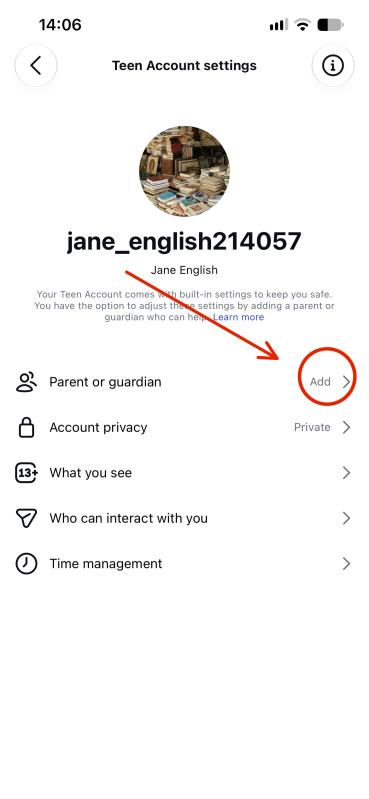 14:06
Teen Account settings
jane_english214057
Jane English
Your Teen Account comes with built-in settings to keep you safe.
You have the option to adjust these settings by adding a parent or
guardian who can help. Learn more
Parent or guardian Add
Account privacy Private
13+ What you see
Who can interact with you
Time management